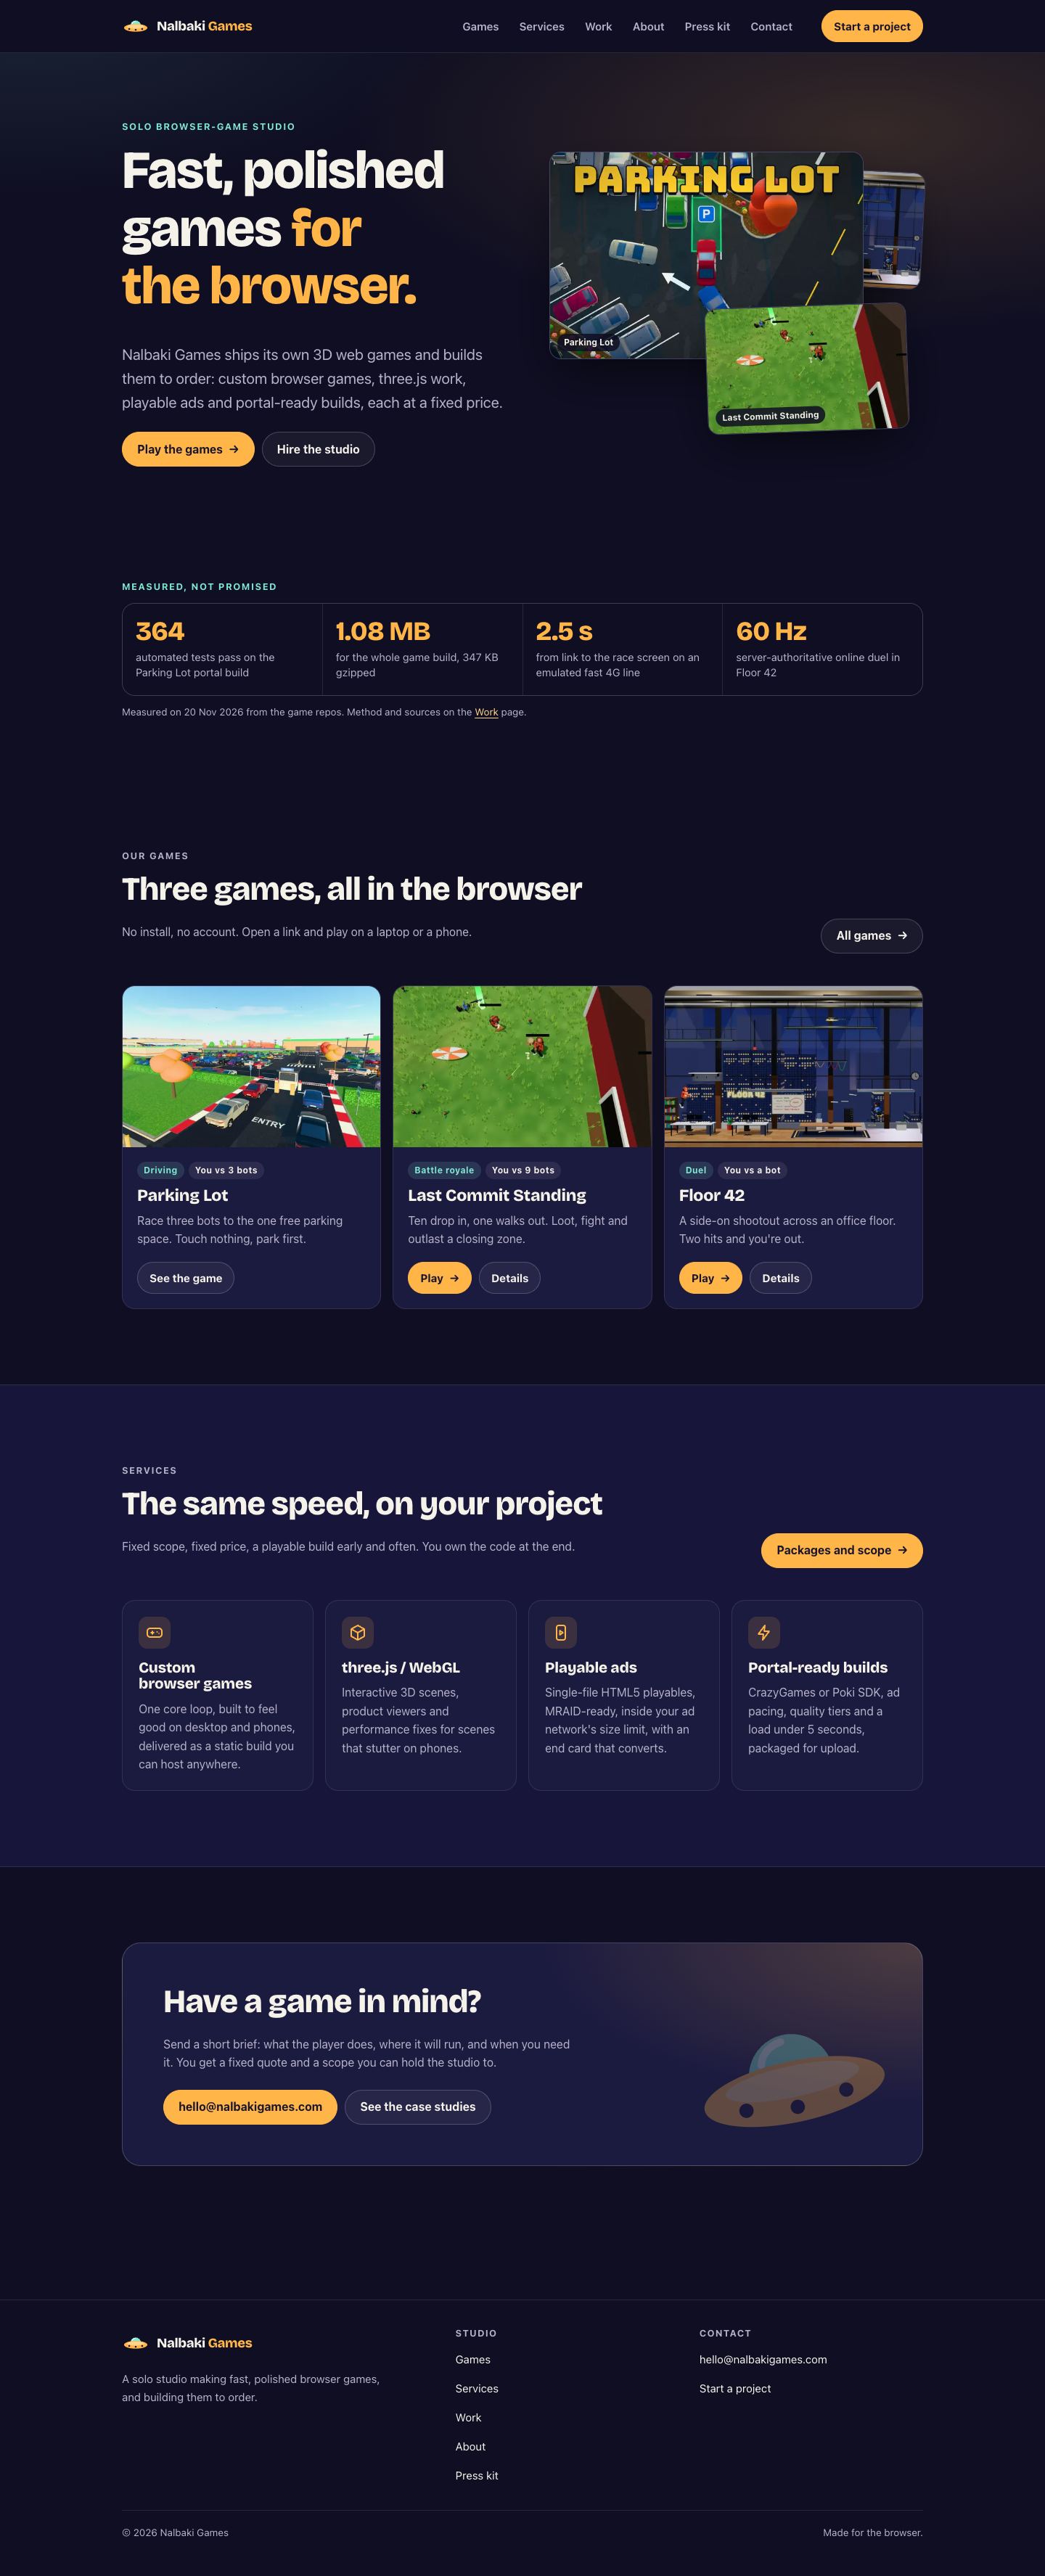 Nalbaki Games
Games
Services
Work
About
Press kit
Contact
Start a project
SOLO BROWSER-GAME STUDIO
Fast, polished
games for
the browser.
Nalbaki Games ships its own 3D web games and builds
them to order: custom browser games, three.js work,
playable ads and portal-ready builds, each at a fixed price.
Play the games →
Hire the studio
PARKING LOT
P
Parking Lot
Last Commit Standing
MEASURED, NOT PROMISED
364
automated tests pass on the
Parking Lot portal build
1.08 MB
for the whole game build, 347 KB
gzipped
2.5 s
from link to the race screen on an
emulated fast 4G line
60 Hz
server-authoritative online duel in
Floor 42
Measured on 20 Nov 2026 from the game repos. Method and sources on the Work page.
OUR GAMES
Three games, all in the browser
No install, no account. Open a link and play on a laptop or a phone.
All games →
ENTRY
FLOOR 42
Driving
You vs 3 bots
Parking Lot
Race three bots to the one free parking
space. Touch nothing, park first.
See the game
Battle royale
You vs 9 bots
Last Commit Standing
Ten drop in, one walks out. Loot, fight and
outlast a closing zone.
Play →
Details
Duel
You vs a bot
Floor 42
A side-on shootout across an office floor.
Two hits and you're out.
Play →
Details
SERVICES
The same speed, on your project
Fixed scope, fixed price, a playable build early and often. You own the code at the end.
Packages and scope →
Custom
browser games
One core loop, built to feel
good on desktop and phones,
delivered as a static build you
can host anywhere.
three.js / WebGL
Interactive 3D scenes,
product viewers and
performance fixes for scenes
that stutter on phones.
Playable ads
Single-file HTML5 playables,
MRAID-ready, inside your ad
network's size limit, with an
end card that converts.
Portal-ready builds
CrazyGames or Poki SDK, ad
pacing, quality tiers and a
load under 5 seconds,
packaged for upload.
Have a game in mind?
Send a short brief: what the player does, where it will run, and when you need
it. You get a fixed quote and a scope you can hold the studio to.
hello@nalbakigames.com
See the case studies
Nalbaki Games
A solo studio making fast, polished browser games,
and building them to order.
STUDIO
Games
Services
Work
About
Press kit
CONTACT
hello@nalbakigames.com
Start a project
© 2026 Nalbaki Games
Made for the browser.